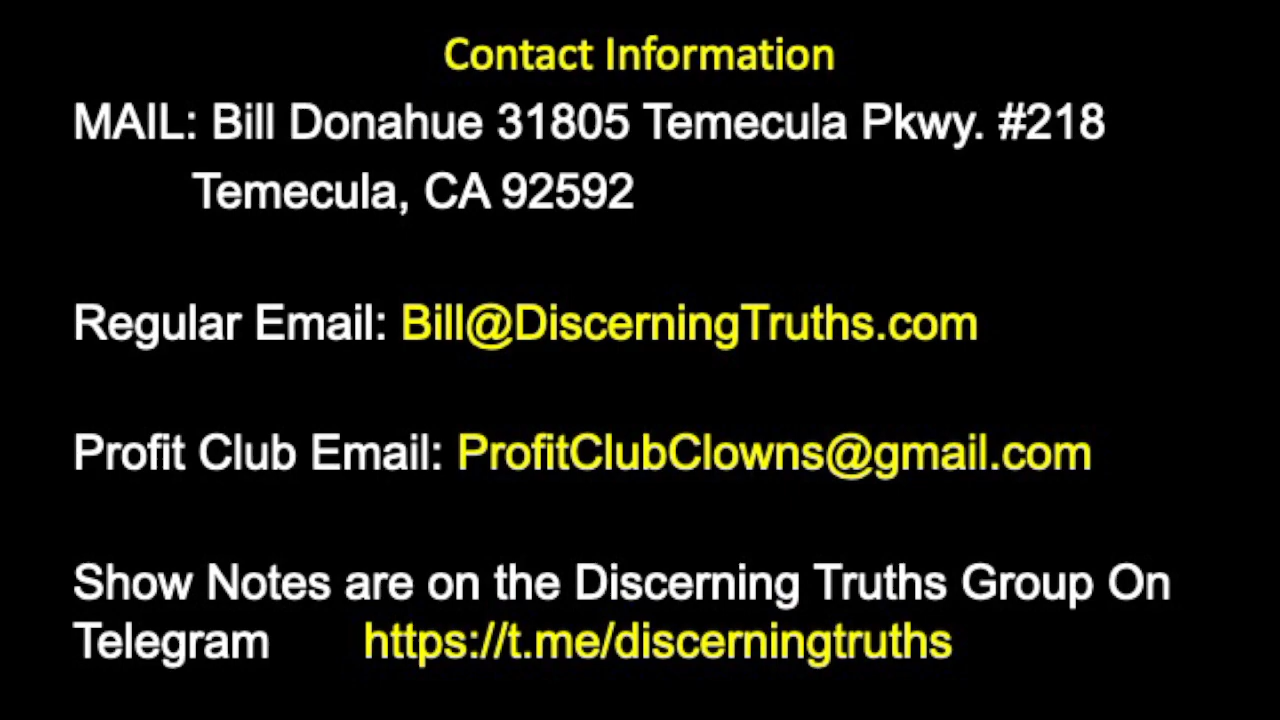 Contact Information
MAIL: Bill Donahue 31805 Temecula Pkwy. #218
Temecula, CA 92592
Regular Email: Bill@DiscerningTruths.com
Profit Club Email: ProfitClubClowns@gmail.com
Show Notes are on the Discerning Truths Group On
Telegram https://t.me/discerningtruths